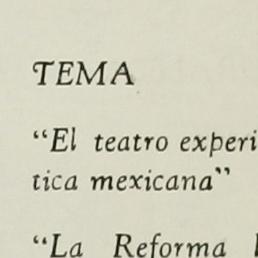 TEMA
“El teatro experi
tica mexicana”
“La Reforma